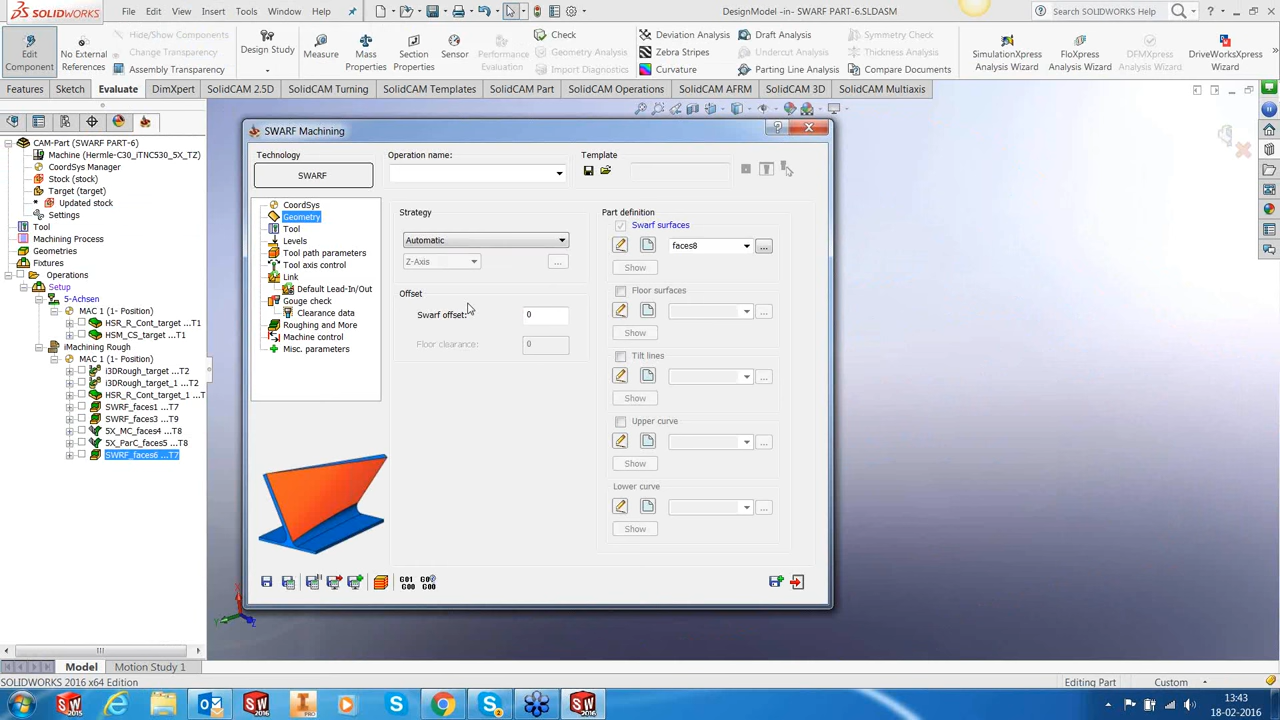 SOLIDWORKS
File Edit View Insert Tools Window Help
DesignModel -in- SWARF PART-6.SLDASM
Search SOLIDWORKS Help
Edit Component
No External References
Hide/Show Components
Change Transparency
Assembly Transparency
Design Study
Measure
Mass Properties
Section Properties
Sensor
Performance Evaluation
Check
Geometry Analysis
Import Diagnostics
Deviation Analysis
Zebra Stripes
Curvature
Draft Analysis
Undercut Analysis
Parting Line Analysis
Symmetry Check
Thickness Analysis
Compare Documents
SimulationXpress Analysis Wizard
FloXpress Analysis Wizard
DFMXpress Analysis Wizard
DriveWorksXpress Wizard
Features Sketch Evaluate DimXpert SolidCAM 2.5D SolidCAM Turning SolidCAM Templates SolidCAM Part SolidCAM Operations SolidCAM AFRM SolidCAM 3D SolidCAM Multiaxis
CAM-Part (SWARF PART-6)
Machine (Hermle-C30_iTNC530_5X_TZ)
CoordSys Manager
Stock (stock)
Target (target)
* Updated stock
Settings
Tool
Machining Process
Geometries
Fixtures
Operations
Setup
5-Achsen
MAC 1 (1- Position)
HSR_R_Cont_target ...T1
HSM_CS_target ...T1
iMachining Rough
MAC 1 (1- Position)
i3DRough_target ...T2
i3DRough_target_1 ...T2
HSR_R_Cont_target_1 ...T
SWRF_faces1 ...T7
SWRF_faces3 ...T9
5X_MC_faces4 ...T8
5X_ParC_faces5 ...T8
SWRF_faces6 ...T7
SWARF Machining
Technology
SWARF
Operation name:
Template
CoordSys
Geometry
Tool
Levels
Tool path parameters
Tool axis control
Link
Default Lead-In/Out
Gouge check
Clearance data
Roughing and More
Machine control
Misc. parameters
Strategy
Automatic
Z-Axis
...
Offset
Swarf offset: 0
Floor clearance: 0
Part definition
Swarf surfaces
faces8 ...
Show
Floor surfaces
...
Show
Tilt lines
...
Show
Upper curve
...
Show
Lower curve
...
Show
G01 G00
Model Motion Study 1
SOLIDWORKS 2016 x64 Edition
Editing Part
Custom
13:43
18-02-2016